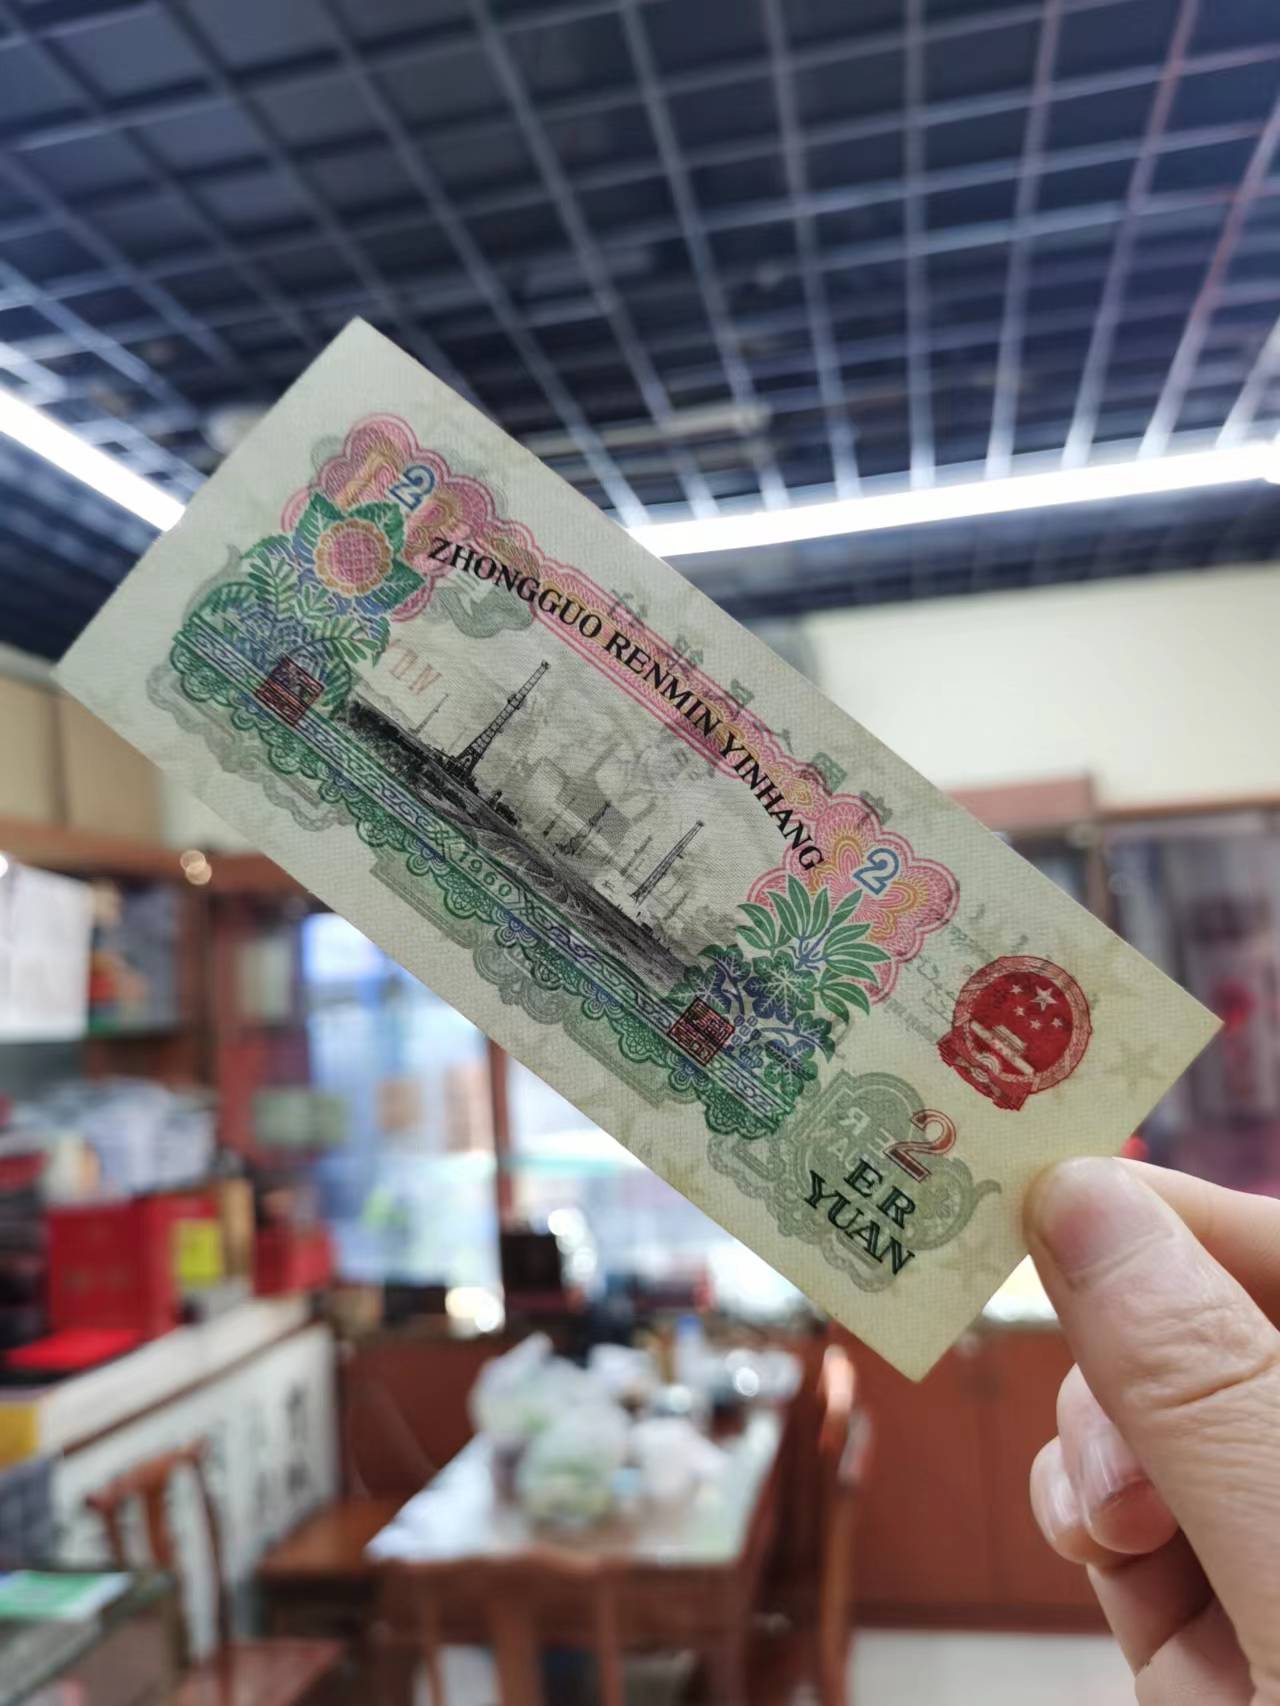 2
ZHONGGUO RENMIN YINHANG
2
1960
2
ER
YUAN